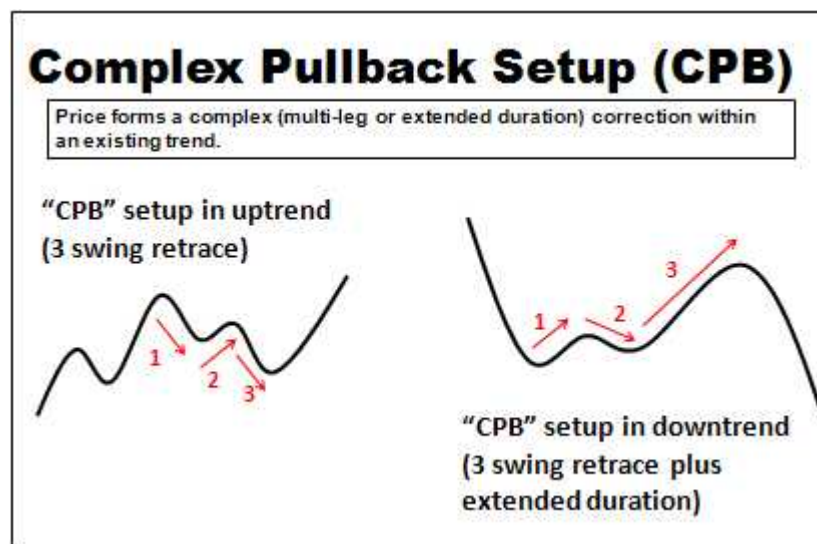 Complex Pullback Setup (CPB)
Price forms a complex (multi-leg or extended duration) correction within
an existing trend.
“CPB” setup in uptrend
(3 swing retrace)
1
2
3
1
2
3
“CPB” setup in downtrend
(3 swing retrace plus
extended duration)